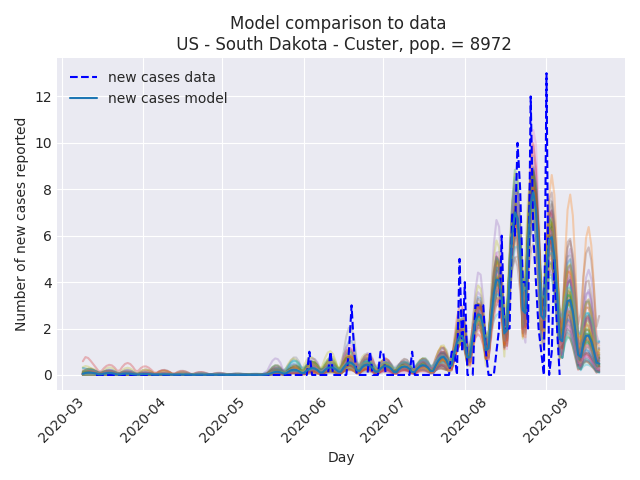 Model comparison to data
US - South Dakota - Custer, pop. = 8972
new cases data
new cases model
Number of new cases reported
12
10
8
6
4
2
0
2020-03
2020-04
2020-05
2020-06
2020-07
2020-08
2020-09
Day